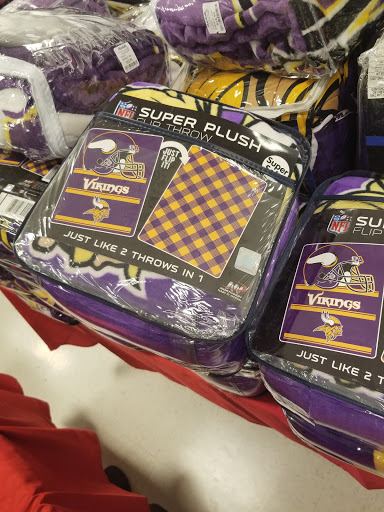 NFL
SUPER PLUSH
FLIP THROW
Super
JUST
FLIP
IT!
VIKINGS
JUST LIKE 2 THROWS IN 1
NFL
SU
FLIP
VIKINGS
JUST LIKE 2